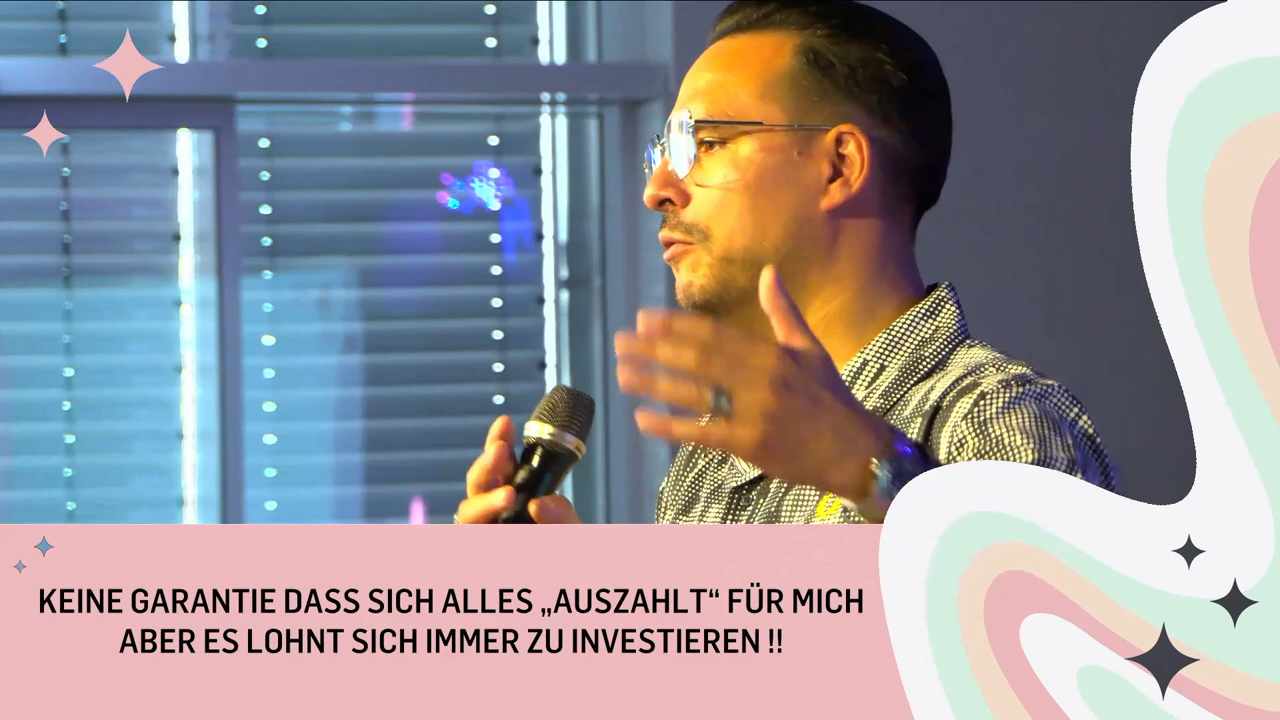 KEINE GARANTIE DASS SICH ALLES „AUSZAHLT“ FÜR MICH
ABER ES LOHNT SICH IMMER ZU INVESTIEREN !!